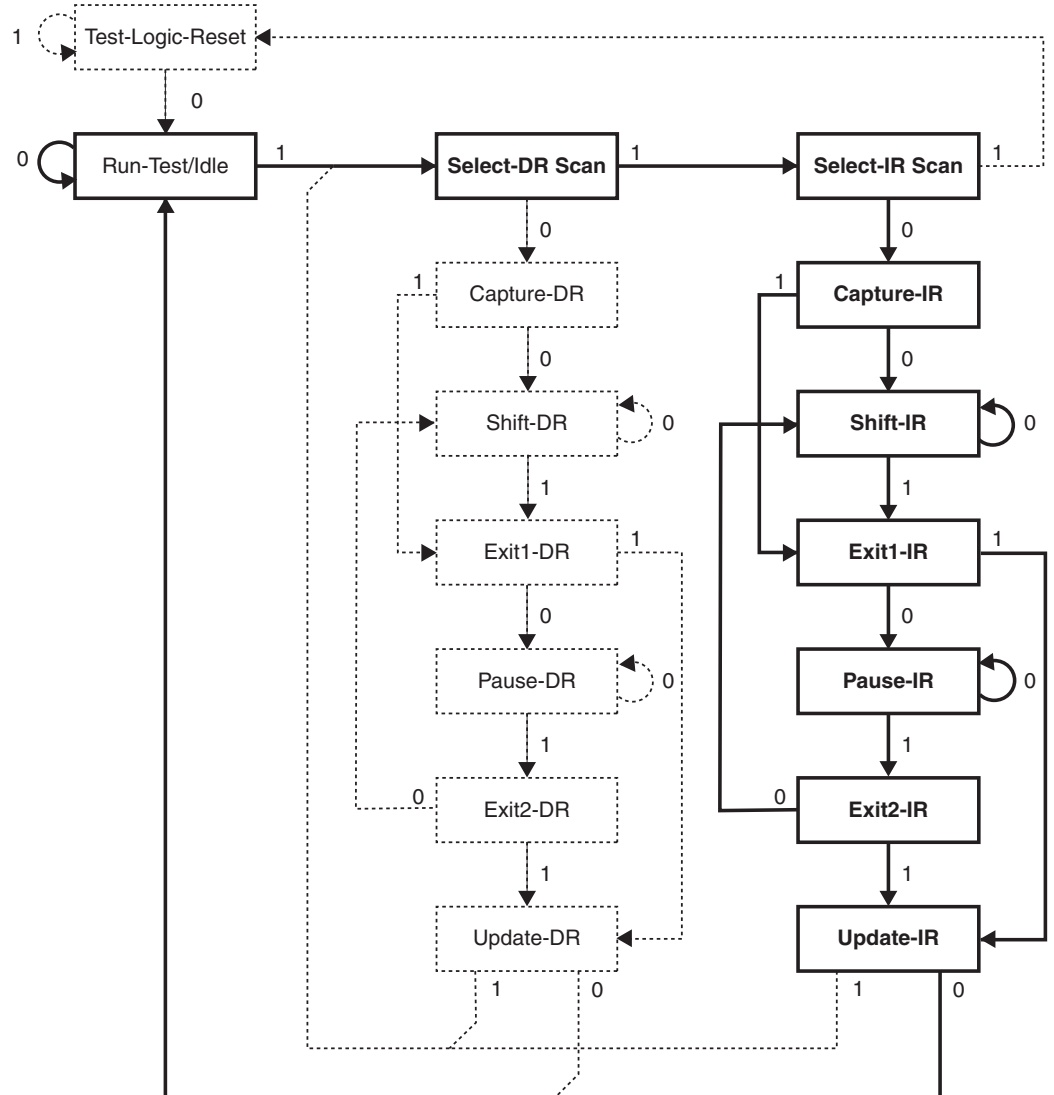 1 Test-Logic-Reset
0
0 Run-Test/Idle 1 Select-DR Scan 1 Select-IR Scan 1
0 0
1 Capture-DR 1 Capture-IR
0 0
Shift-DR 0 Shift-IR 0
1 1
Exit1-DR 1 Exit1-IR 1
0 0
Pause-DR 0 Pause-IR 0
1 1
0 Exit2-DR 0 Exit2-IR
1 1
Update-DR Update-IR
1 0 1 0